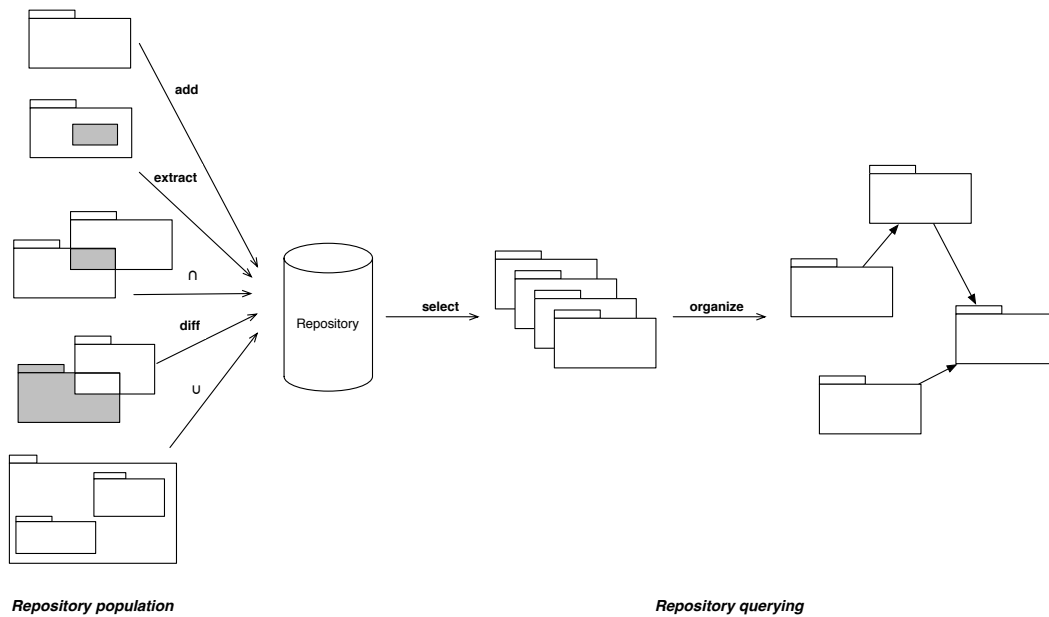 add
extract
∩
diff
∪
Repository
select
organize
Repository population
Repository querying